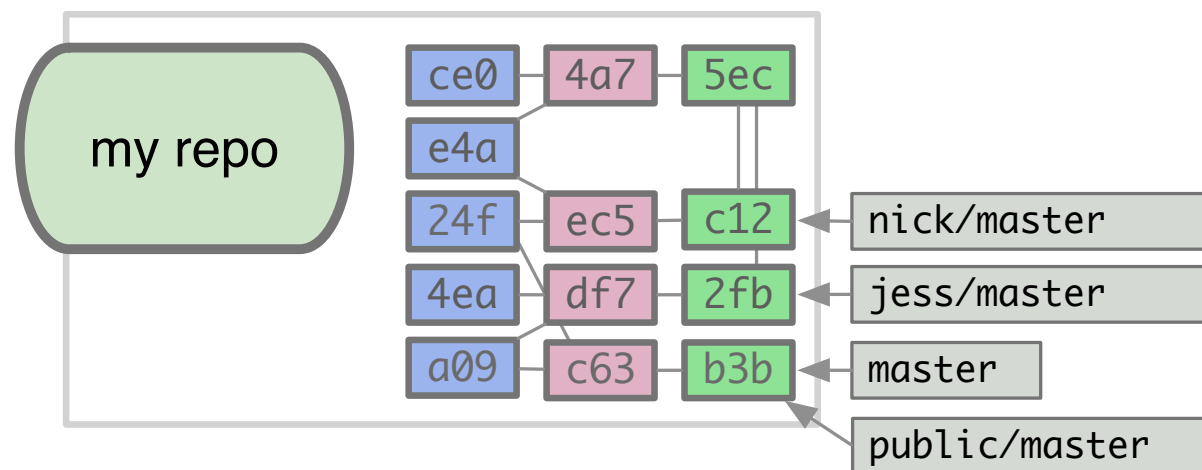 my repo
ce0 4a7 5ec
e4a
24f ec5 c12 nick/master
4ea df7 2fb jess/master
a09 c63 b3b master
public/master